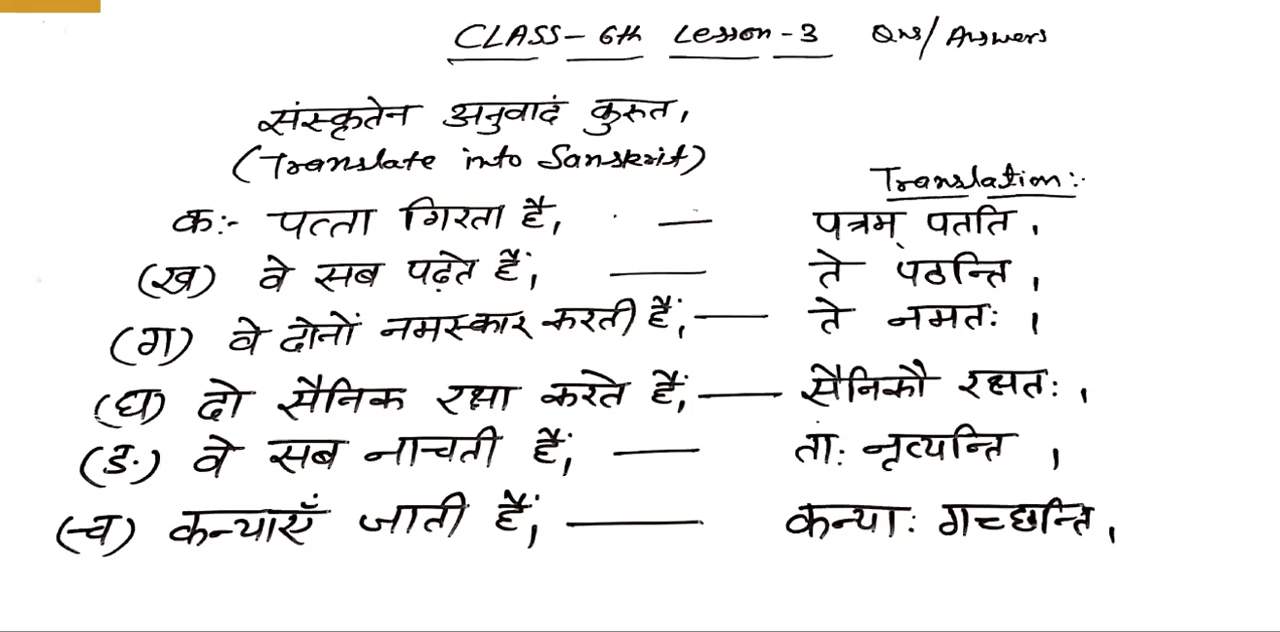 CLASS - 6th Lesson - 3 Qns/Answers
संस्कृतेन अनुवादं कुरुत,
(Translate into Sanskrit)
Translation:-
क:- पत्ता गिरता है, — पत्रम् पतति ।
(ख) वे सब पढ़ते हैं, — ते पठन्ति ।
(ग) वे दोनों नमस्कार करती हैं, — ते नमतः ।
(घ) दो सैनिक रक्षा करते हैं, — सैनिकौ रक्षतः ।
(ङ) वे सब नाचती हैं, — ताः नृत्यन्ति ,
(च) कन्याएँ जाती हैं, — कन्याः गच्छन्ति ,